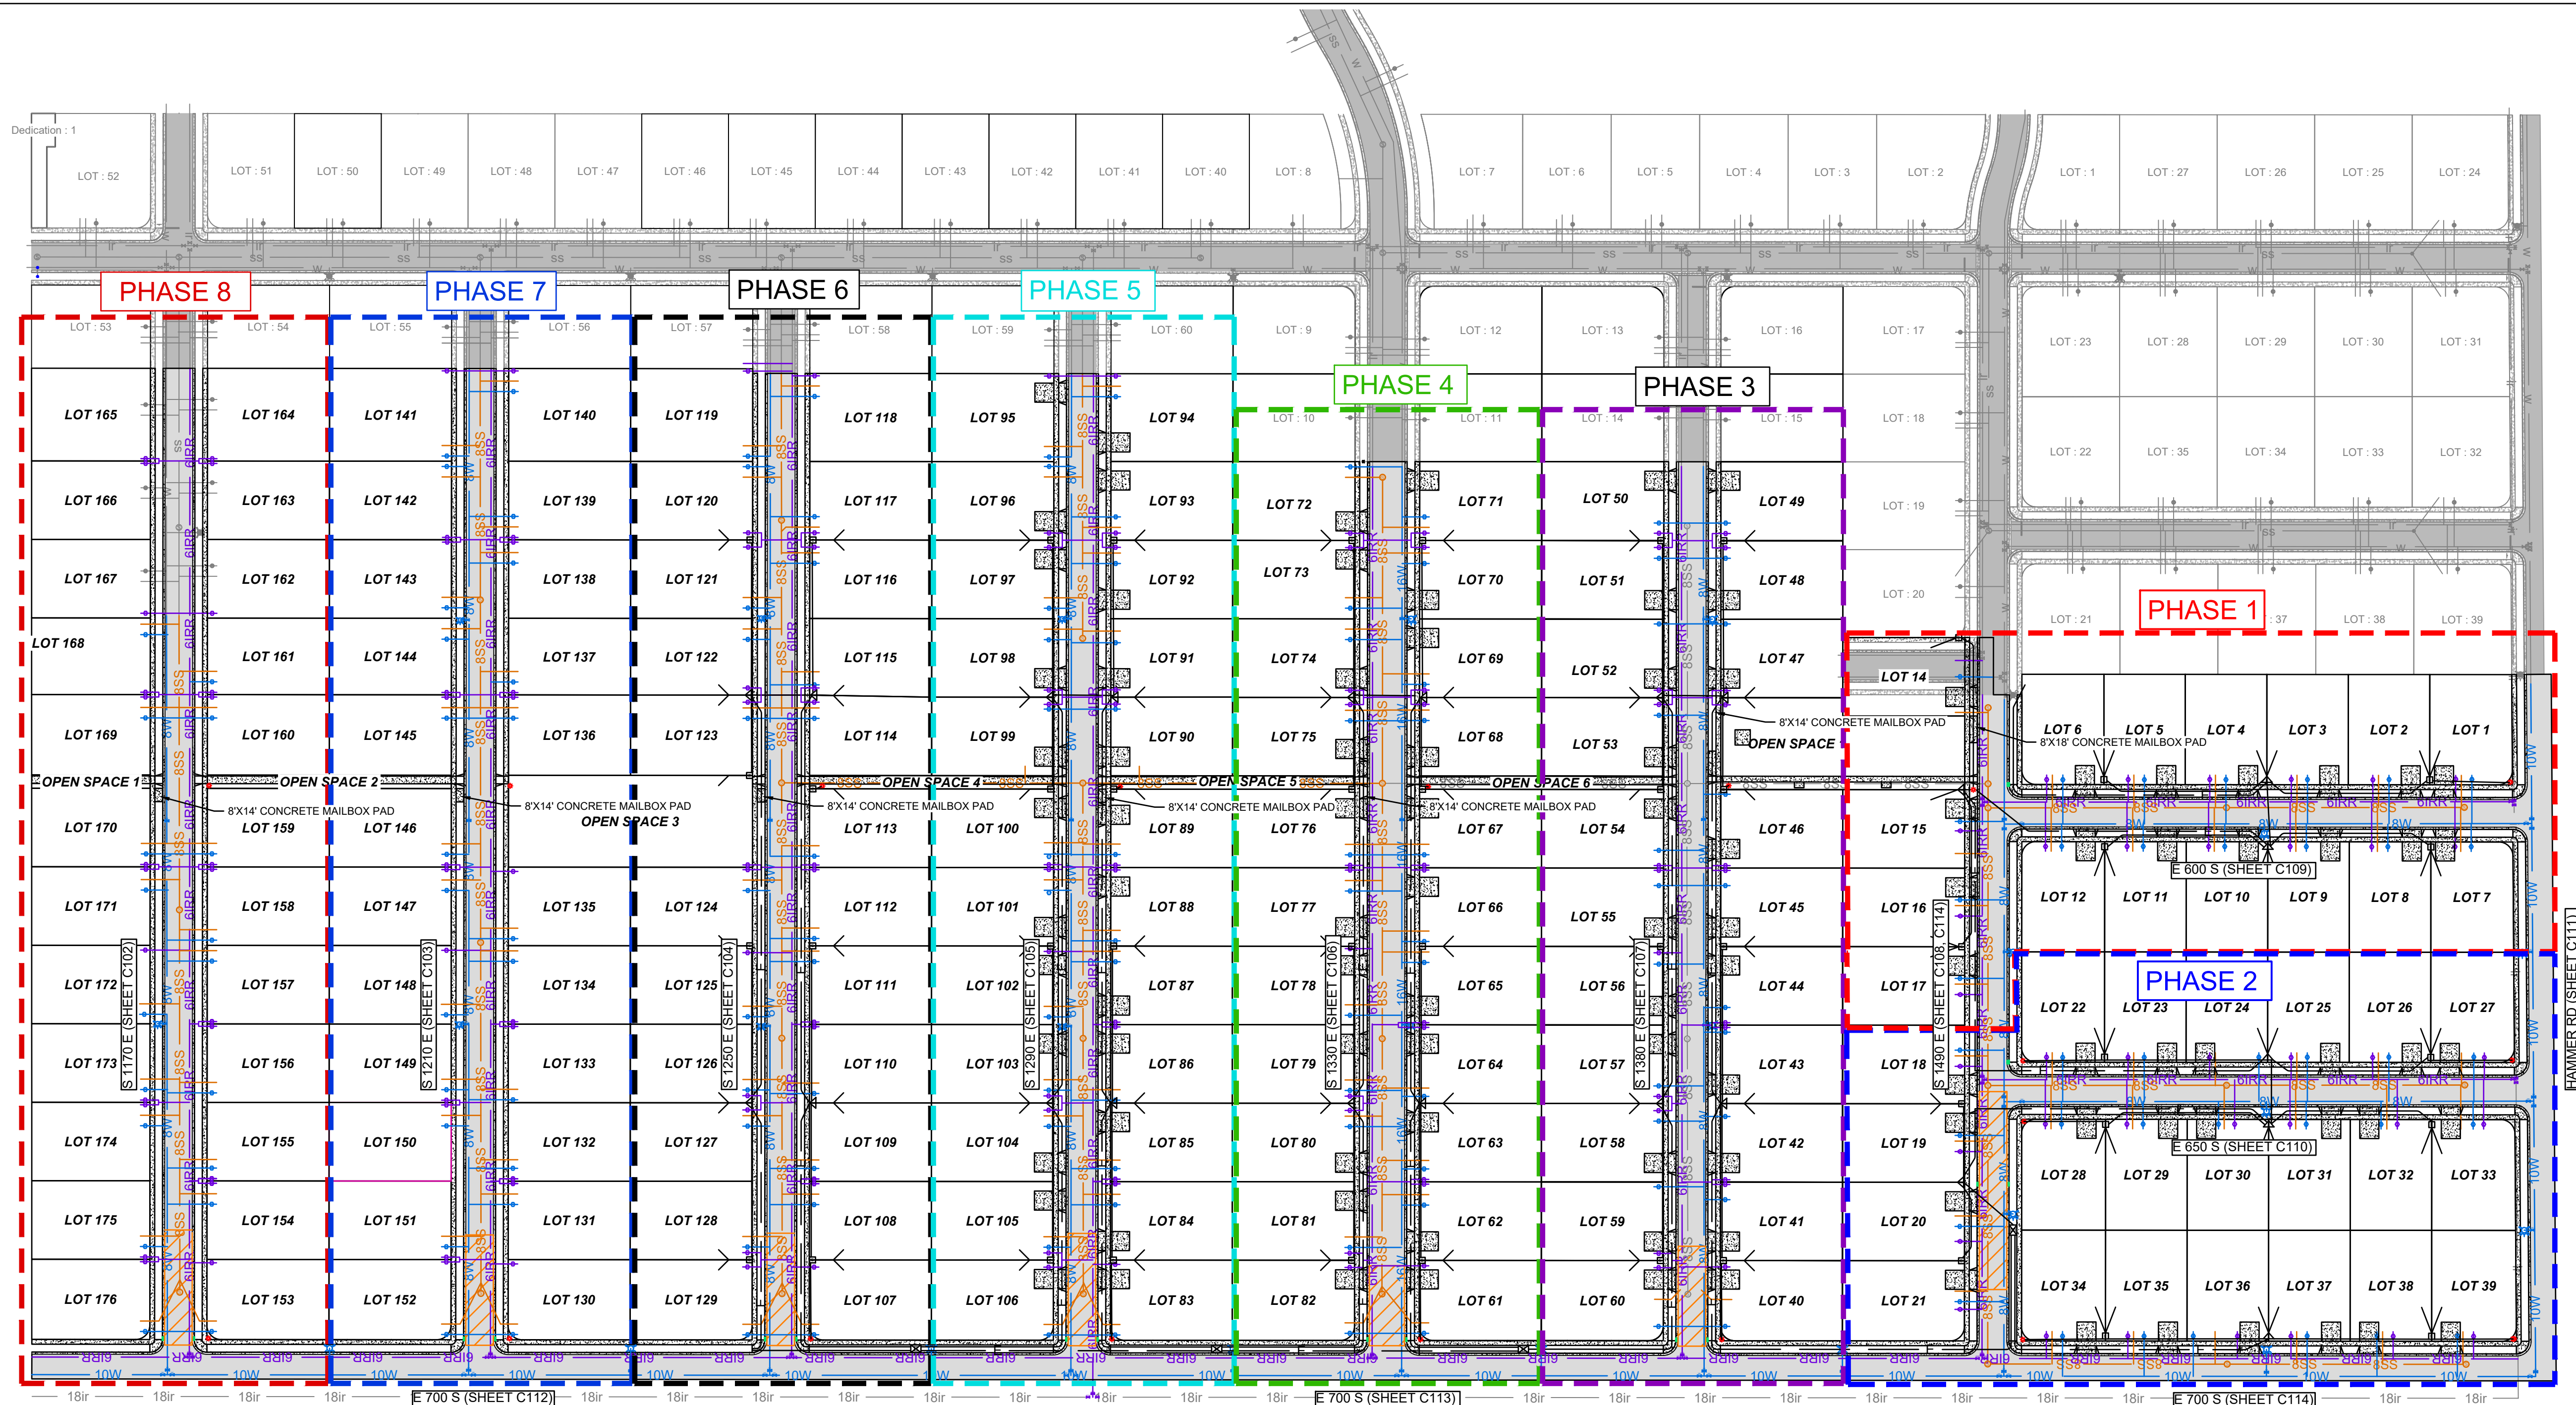 Dedication : 1
LOT : 52
LOT : 51
LOT : 50
LOT : 49
LOT : 48
LOT : 47
LOT : 46
LOT : 45
LOT : 44
LOT : 43
LOT : 42
LOT : 41
LOT : 40
LOT : 8
LOT : 7
LOT : 6
LOT : 5
LOT : 4
LOT : 3
LOT : 2
LOT : 1
LOT : 27
LOT : 26
LOT : 25
LOT : 24
PHASE 8
PHASE 7
PHASE 6
PHASE 5
PHASE 4
PHASE 3
PHASE 1
PHASE 2
LOT : 53
LOT : 54
LOT : 55
LOT : 56
LOT : 57
LOT : 58
LOT : 59
LOT : 60
LOT : 9
LOT : 12
LOT : 13
LOT : 16
LOT : 17
LOT : 23
LOT : 28
LOT : 29
LOT : 30
LOT : 31
LOT : 10
LOT : 11
LOT : 14
LOT : 15
LOT : 18
LOT : 22
LOT : 35
LOT : 34
LOT : 33
LOT : 32
LOT : 19
LOT : 20
LOT : 21
: 37
LOT : 38
LOT : 39
LOT 165
LOT 164
LOT 141
LOT 140
LOT 119
LOT 118
LOT 95
LOT 94
LOT 166
LOT 163
LOT 142
LOT 139
LOT 120
LOT 117
LOT 96
LOT 93
LOT 72
LOT 71
LOT 50
LOT 49
LOT 167
LOT 162
LOT 143
LOT 138
LOT 121
LOT 116
LOT 97
LOT 92
LOT 73
LOT 70
LOT 51
LOT 48
LOT 168
LOT 161
LOT 144
LOT 137
LOT 122
LOT 115
LOT 98
LOT 91
LOT 74
LOT 69
LOT 52
LOT 47
LOT 14
LOT 169
LOT 160
LOT 145
LOT 136
LOT 123
LOT 114
LOT 99
LOT 90
LOT 75
LOT 68
LOT 53
OPEN SPACE
8'X14' CONCRETE MAILBOX PAD
8'X18' CONCRETE MAILBOX PAD
LOT 6
LOT 5
LOT 4
LOT 3
LOT 2
LOT 1
OPEN SPACE 1
OPEN SPACE 2
OPEN SPACE 4
OPEN SPACE 5
OPEN SPACE 6
8'X14' CONCRETE MAILBOX PAD
8'X14' CONCRETE MAILBOX PAD
OPEN SPACE 3
8'X14' CONCRETE MAILBOX PAD
8'X14' CONCRETE MAILBOX PAD
8'X14' CONCRETE MAILBOX PAD
LOT 170
LOT 159
LOT 146
LOT 113
LOT 100
LOT 89
LOT 76
LOT 67
LOT 54
LOT 46
LOT 15
E 600 S (SHEET C109)
LOT 171
LOT 158
LOT 147
LOT 135
LOT 124
LOT 112
LOT 101
LOT 88
LOT 77
LOT 66
LOT 55
LOT 45
LOT 16
LOT 12
LOT 11
LOT 10
LOT 9
LOT 8
LOT 7
LOT 172
LOT 157
LOT 148
LOT 134
LOT 125
LOT 111
LOT 102
LOT 87
LOT 78
LOT 65
LOT 56
LOT 44
LOT 17
LOT 22
LOT 23
LOT 24
LOT 25
LOT 26
LOT 27
S 1170 E (SHEET C102)
S 1210 E (SHEET C103)
S 1250 E (SHEET C104)
S 1290 E (SHEET C105)
S 1330 E (SHEET C106)
S 1380 E (SHEET C107)
S 1490 E (SHEET C108, C114)
HAMMER RD (SHEET C111)
LOT 173
LOT 156
LOT 149
LOT 133
LOT 126
LOT 110
LOT 103
LOT 86
LOT 79
LOT 64
LOT 57
LOT 43
LOT 18
LOT 174
LOT 155
LOT 150
LOT 132
LOT 127
LOT 109
LOT 104
LOT 85
LOT 80
LOT 63
LOT 58
LOT 42
LOT 19
E 650 S (SHEET C110)
LOT 28
LOT 29
LOT 30
LOT 31
LOT 32
LOT 33
LOT 175
LOT 154
LOT 151
LOT 131
LOT 128
LOT 108
LOT 105
LOT 84
LOT 81
LOT 62
LOT 59
LOT 41
LOT 20
LOT 176
LOT 153
LOT 152
LOT 130
LOT 129
LOT 107
LOT 106
LOT 83
LOT 82
LOT 61
LOT 60
LOT 40
LOT 21
LOT 34
LOT 35
LOT 36
LOT 37
LOT 38
LOT 39
8SS
6IRR
8W
16W
10W
18ir
E 700 S (SHEET C112)
E 700 S (SHEET C113)
E 700 S (SHEET C114)